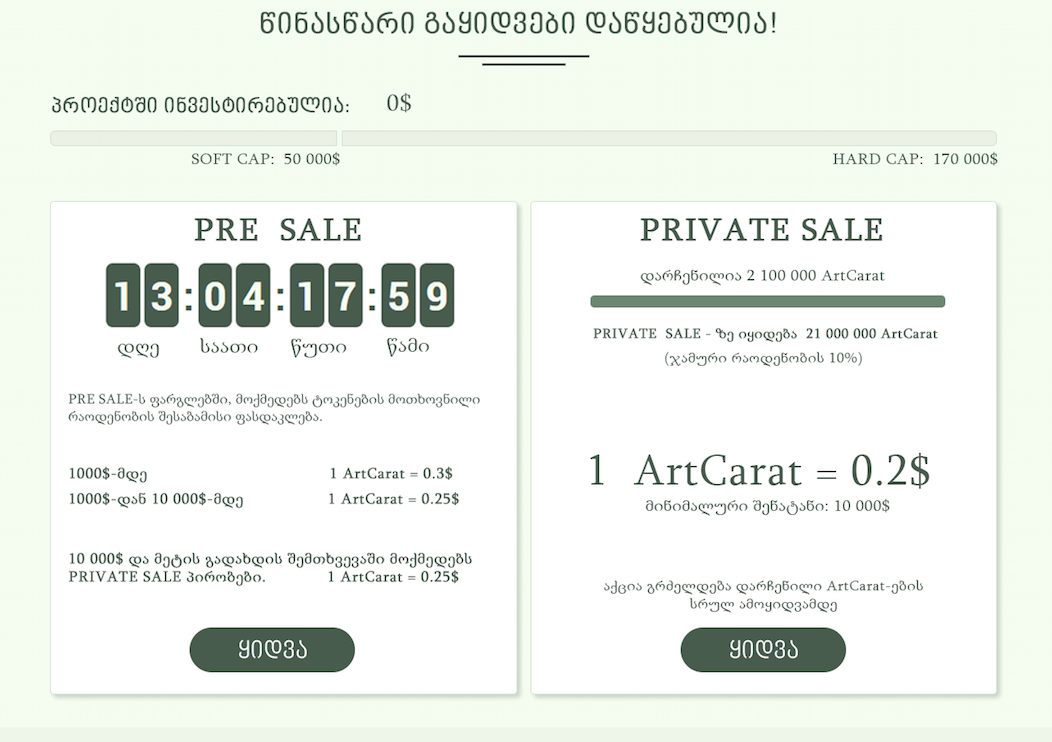 წინასწარი გაყიდვები დაწყებულია!
პროექტში ინვესტირებულია: 0$
SOFT CAP: 50 000$
HARD CAP: 170 000$
PRE SALE
13:04:17:59
დღე საათი წუთი წამი
PRE SALE-ს ფარგლებში, მოქმედებს ტოკენების მოთხოვნილი
რაოდენობის შესაბამისი ფასდაკლება.
1000$-მდე 1 ArtCarat = 0.3$
1000$-დან 10 000$-მდე 1 ArtCarat = 0.25$
10 000$ და მეტის გადახდის შემთხვევაში მოქმედებს
PRIVATE SALE პირობები. 1 ArtCarat = 0.25$
ყიდვა
PRIVATE SALE
დარჩენილია 2 100 000 ArtCarat
PRIVATE SALE - ზე იყიდება 21 000 000 ArtCarat
(ჯამური რაოდენობის 10%)
1 ArtCarat = 0.2$
მინიმალური შენატანი: 10 000$
აქცია გრძელდება დარჩენილი ArtCarat-ების
სრულ ამოყიდვამდე
ყიდვა